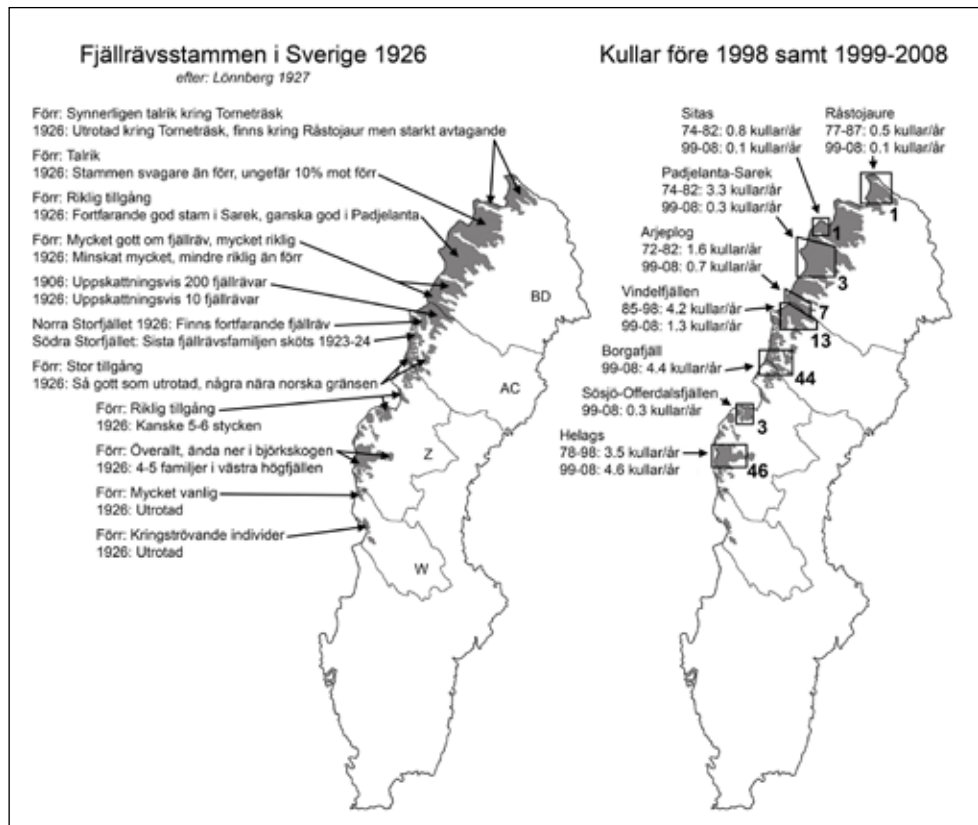 Fjällrävsstammen i Sverige 1926
efter: Lönnberg 1927
Förr: Synnerligen talrik kring Torneträsk
1926: Utrotad kring Torneträsk, finns kring Råstojaur men starkt avtagande
Förr: Talrik
1926: Stammen svagare än förr, ungefär 10% mot förr
Förr: Riklig tillgång
1926: Fortfarande god stam i Sarek, ganska god i Padjelanta
Förr: Mycket gott om fjällräv, mycket riklig
1926: Minskat mycket, mindre riklig än förr
1906: Uppskattningsvis 200 fjällrävar
1926: Uppskattningsvis 10 fjällrävar
Norra Storfjället 1926: Finns fortfarande fjällräv
Södra Storfjället: Sista fjällrävsfamiljen sköts 1923-24
Förr: Stor tillgång
1926: Så gott som utrotad, några nära norska gränsen
Förr: Riklig tillgång
1926: Kanske 5-6 stycken
Förr: Överallt, ända ner i björkskogen
1926: 4-5 familjer i västra högfjällen
Förr: Mycket vanlig
1926: Utrotad
Förr: Kringströvande individer
1926: Utrotad
BD
AC
Z
W
Kullar före 1998 samt 1999-2008
Sitas
74-82: 0.8 kullar/år
99-08: 0.1 kullar/år
Råstojaure
77-87: 0.5 kullar/år
99-08: 0.1 kullar/år
Padjelanta-Sarek
74-82: 3.3 kullar/år
99-08: 0.3 kullar/år
Arjeplog
72-82: 1.6 kullar/år
99-08: 0.7 kullar/år
Vindelfjällen
85-98: 4.2 kullar/år
99-08: 1.3 kullar/år
Borgafjäll
99-08: 4.4 kullar/år
Sösjö-Offerdalsfjällen
99-08: 0.3 kullar/år
Helags
78-98: 3.5 kullar/år
99-08: 4.6 kullar/år
1
1
3
7
13
44
3
46